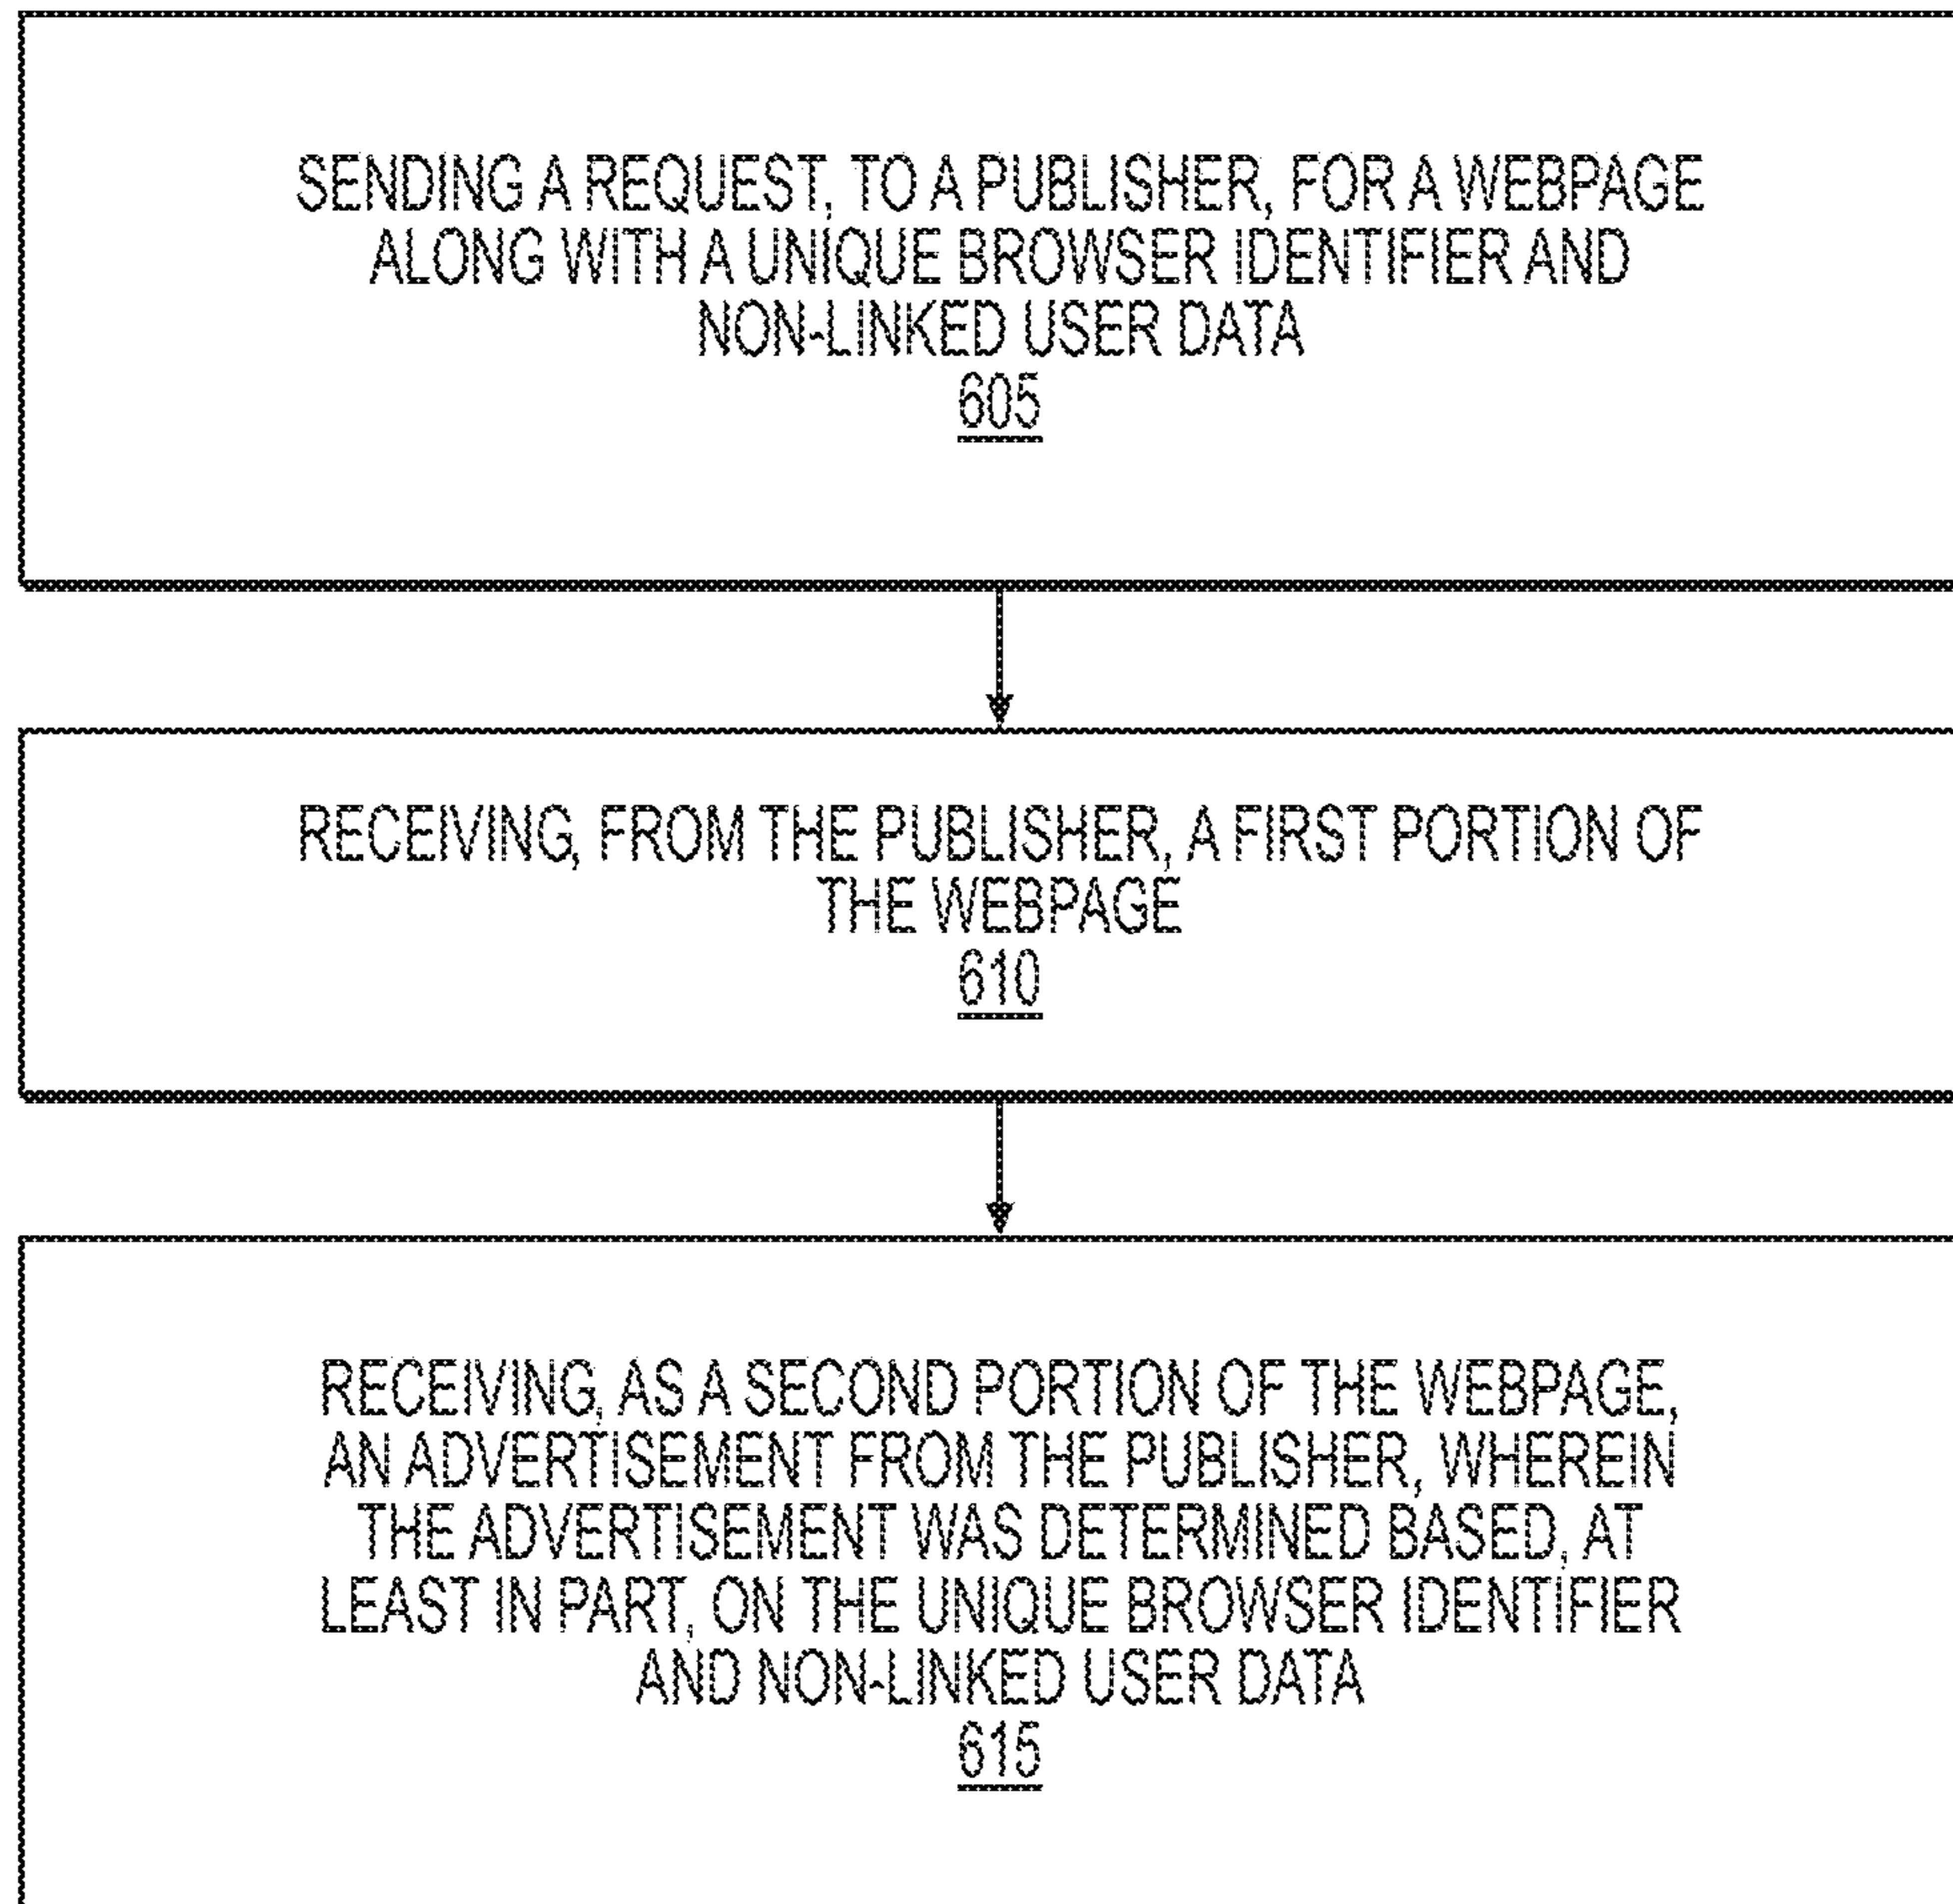 SENDING A REQUEST, TO A PUBLISHER, FOR A WEBPAGE
ALONG WITH A UNIQUE BROWSER IDENTIFIER AND
NON-LINKED USER DATA
605
RECEIVING, FROM THE PUBLISHER, A FIRST PORTION OF
THE WEBPAGE
610
RECEIVING, AS A SECOND PORTION OF THE WEBPAGE,
AN ADVERTISEMENT FROM THE PUBLISHER, WHEREIN
THE ADVERTISEMENT WAS DETERMINED BASED, AT
LEAST IN PART, ON THE UNIQUE BROWSER IDENTIFIER
AND NON-LINKED USER DATA
615